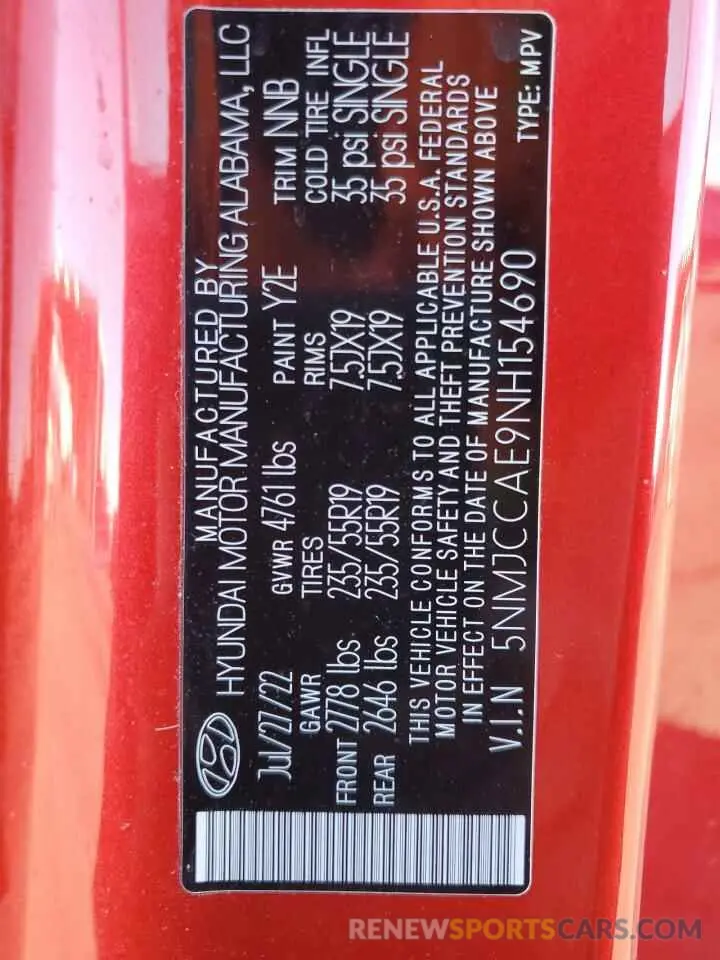 MANUFACTURED BY
HYUNDAI MOTOR MANUFACTURING ALABAMA, LLC
Jul/27/22 GVWR 4761 lbs PAINT Y2E TRIM NNB
GAWR TIRES RIMS COLD TIRE INFL
FRONT 2778 lbs 235/55R19 7.5JX19 35 psi SINGLE
REAR 2646 lbs 235/55R19 7.5JX19 35 psi SINGLE
THIS VEHICLE CONFORMS TO ALL APPLICABLE U.S.A. FEDERAL
MOTOR VEHICLE SAFETY AND THEFT PREVENTION STANDARDS
IN EFFECT ON THE DATE OF MANUFACTURE SHOWN ABOVE
V.I.N 5NMJCCAE9NH154690 TYPE: MPV
RENEWSPORTSCARS.COM